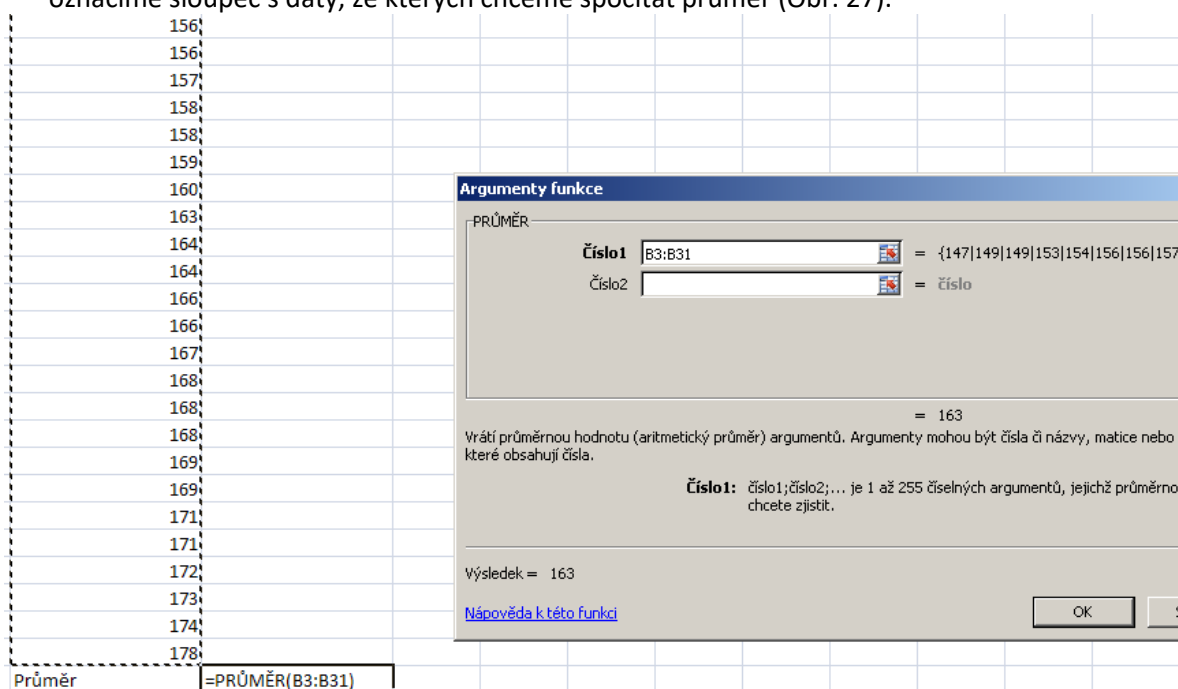 označíme sloupec s daty, ze kterých chceme spočítat průměr (Obr. 27).
156
156
157
158
158
159
160
163
164
164
166
166
167
168
168
168
169
169
171
171
172
173
174
178
Průměr =PRŮMĚR(B3:B31)
Argumenty funkce
PRŮMĚR
Číslo1 B3:B31 = {147|149|149|153|154|156|156|157
Číslo2 = číslo
= 163
Vrátí průměrnou hodnotu (aritmetický průměr) argumentů. Argumenty mohou být čísla či názvy, matice nebo
které obsahují čísla.
Číslo1: číslo1;číslo2;... je 1 až 255 číselných argumentů, jejichž průměrno
chcete zjistit.
Výsledek = 163
Nápověda k této funkci
OK